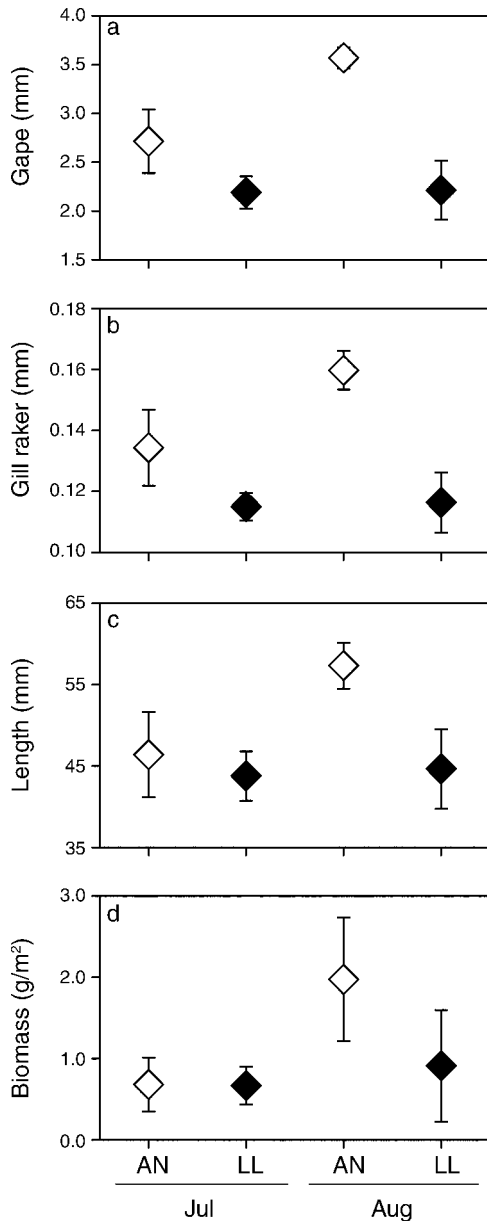 a
4.0
3.5
3.0
2.5
2.0
1.5
Gape (mm)
b
0.18
0.16
0.14
0.12
0.10
Gill raker (mm)
c
65
55
45
35
Length (mm)
d
3.0
2.0
1.0
0.0
Biomass (g/m²)
AN LL AN LL
Jul Aug